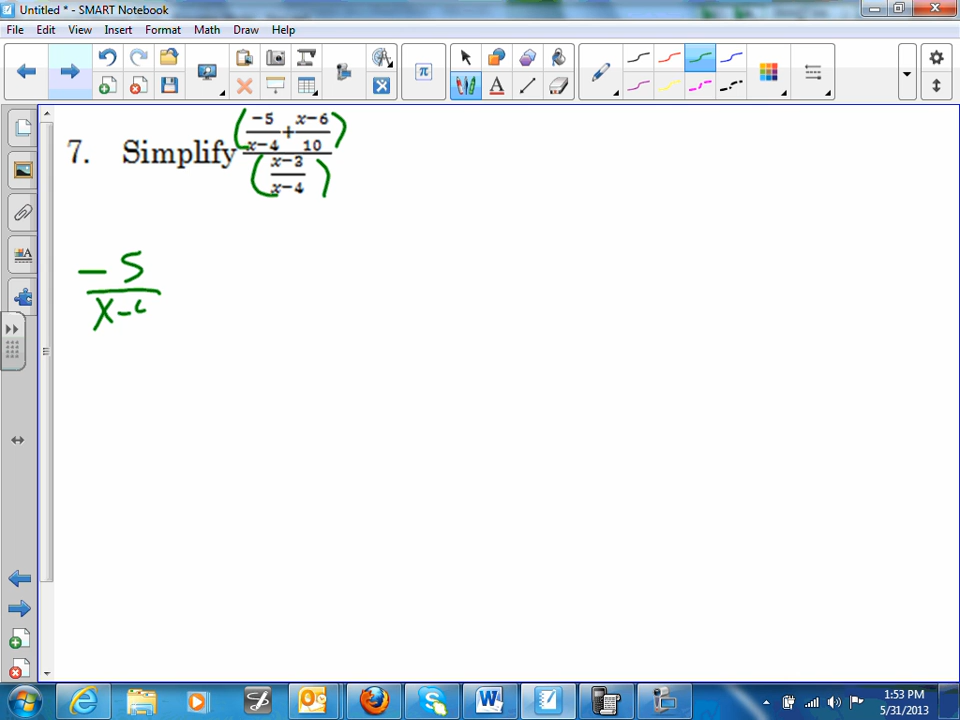 Untitled * - SMART Notebook
File Edit View Insert Format Math Draw Help
π
A
7. Simplify ((-5)/(x-4)+(x-6)/10)/((x-3)/(x-4))
-5
x-
1:53 PM
5/31/2013